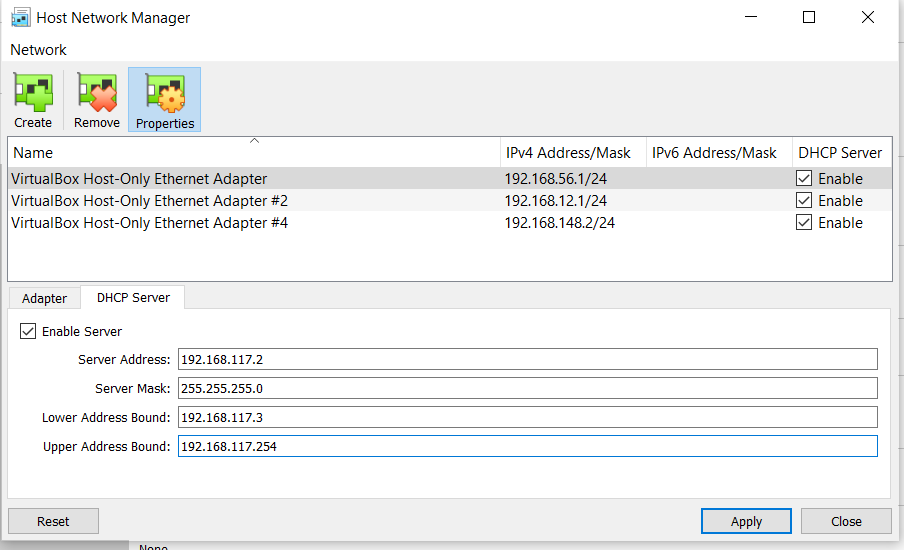 Host Network Manager
Network
Create Remove Properties
Name IPv4 Address/Mask IPv6 Address/Mask DHCP Server
VirtualBox Host-Only Ethernet Adapter 192.168.56.1/24 Enable
VirtualBox Host-Only Ethernet Adapter #2 192.168.12.1/24 Enable
VirtualBox Host-Only Ethernet Adapter #4 192.168.148.2/24 Enable
Adapter DHCP Server
Enable Server
Server Address: 192.168.117.2
Server Mask: 255.255.255.0
Lower Address Bound: 192.168.117.3
Upper Address Bound: 192.168.117.254
Reset Apply Close
None